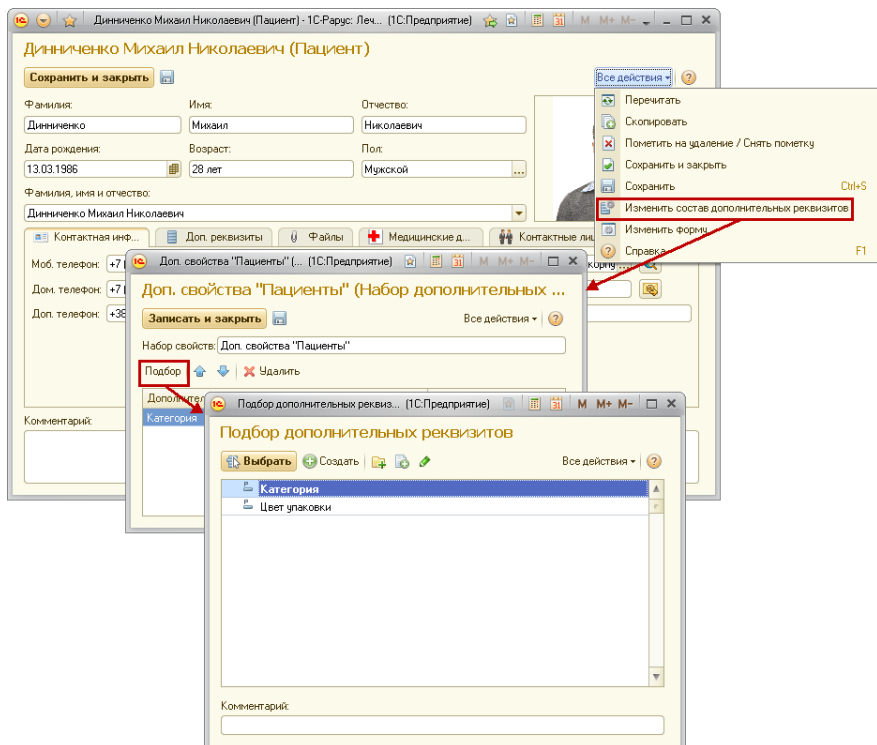 Динниченко Михаил Николаевич (Пациент) - 1С-Рарус: Леч... (1С:Предприятие) M M+ M-
Динниченко Михаил Николаевич (Пациент)
Сохранить и закрыть Все действия
Фамилия: Имя: Отчество:
Динниченко Михаил Николаевич
Дата рождения: Возраст: Пол:
13.03.1986 28 лет Мужской ...
Фамилия, имя и отчество:
Динниченко Михаил Николаевич
Контактная инф... Доп. реквизиты Файлы Медицинские д... Контактные
Моб. телефон: +7
Дом. телефон: +7
Доп. телефон: +38
Комментарий:
Перечитать
Скопировать
Пометить на удаление / Снять пометку
Сохранить и закрыть
Сохранить Ctrl+S
Изменить состав дополнительных реквизитов
Изменить форму...
Справка F1
Доп. свойства "Пациенты" (... (1С:Предприятие) M M+ M-
Доп. свойства "Пациенты" (Набор дополнительных ...
Записать и закрыть Все действия
Набор свойств: Доп. свойства "Пациенты"
Подбор Удалить
Категория
Подбор дополнительных реквиз... (1С:Предприятие) M M+ M-
Подбор дополнительных реквизитов
Выбрать Создать Все действия
Категория
Цвет упаковки
Комментарий: